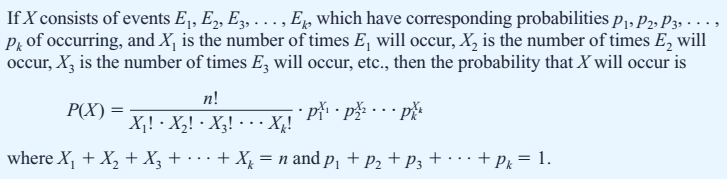 If X consists of events E₁, E₂, E₃, . . . , Eₖ, which have corresponding probabilities p₁, p₂, p₃, . . . ,
pₖ of occurring, and X₁ is the number of times E₁ will occur, X₂ is the number of times E₂ will
occur, X₃ is the number of times E₃ will occur, etc., then the probability that X will occur is
P(X) = n! / (X₁! · X₂! · X₃! · · · Xₖ!) · p₁^X₁ · p₂^X₂ · · · pₖ^Xₖ
where X₁ + X₂ + X₃ + · · · + Xₖ = n and p₁ + p₂ + p₃ + · · · + pₖ = 1.